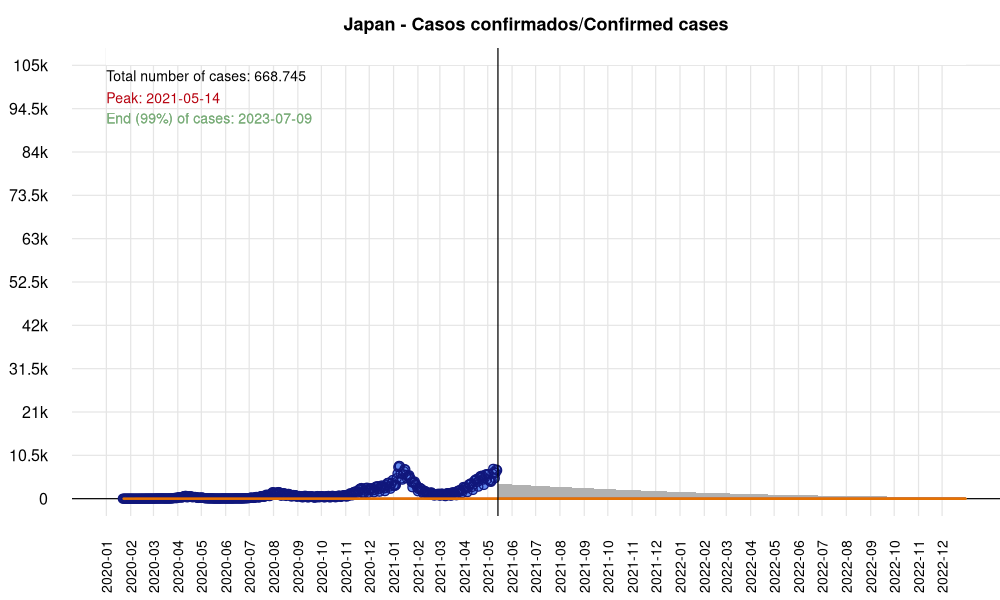 Japan - Casos confirmados/Confirmed cases
Total number of cases: 668.745
Peak: 2021-05-14
End (99%) of cases: 2023-07-09
105k
94.5k
84k
73.5k
63k
52.5k
42k
31.5k
21k
10.5k
0
2020-01
2020-02
2020-03
2020-04
2020-05
2020-06
2020-07
2020-08
2020-09
2020-10
2020-11
2020-12
2021-01
2021-02
2021-03
2021-04
2021-05
2021-06
2021-07
2021-08
2021-09
2021-10
2021-11
2021-12
2022-01
2022-02
2022-03
2022-04
2022-05
2022-06
2022-07
2022-08
2022-09
2022-10
2022-11
2022-12